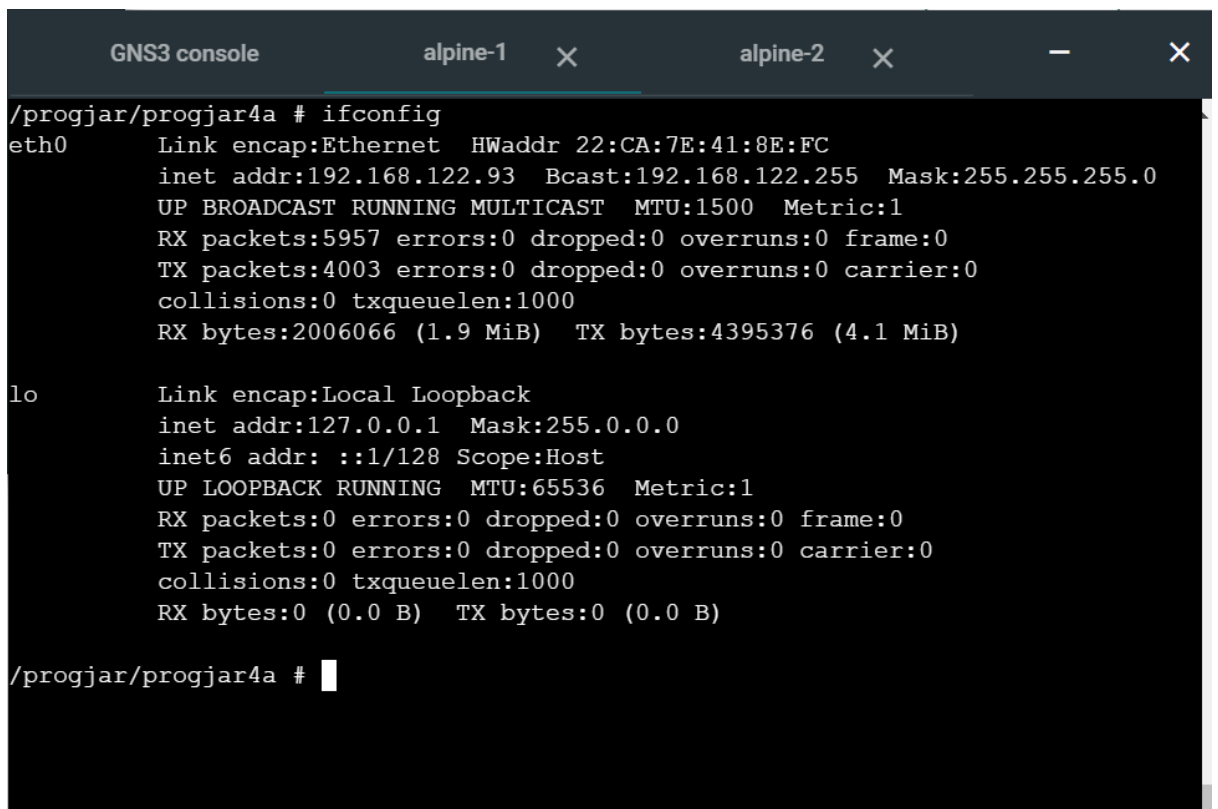 GNS3 console alpine-1 alpine-2
/progjar/progjar4a # ifconfig
eth0 Link encap:Ethernet HWaddr 22:CA:7E:41:8E:FC
inet addr:192.168.122.93 Bcast:192.168.122.255 Mask:255.255.255.0
UP BROADCAST RUNNING MULTICAST MTU:1500 Metric:1
RX packets:5957 errors:0 dropped:0 overruns:0 frame:0
TX packets:4003 errors:0 dropped:0 overruns:0 carrier:0
collisions:0 txqueuelen:1000
RX bytes:2006066 (1.9 MiB) TX bytes:4395376 (4.1 MiB)
lo Link encap:Local Loopback
inet addr:127.0.0.1 Mask:255.0.0.0
inet6 addr: ::1/128 Scope:Host
UP LOOPBACK RUNNING MTU:65536 Metric:1
RX packets:0 errors:0 dropped:0 overruns:0 frame:0
TX packets:0 errors:0 dropped:0 overruns:0 carrier:0
collisions:0 txqueuelen:1000
RX bytes:0 (0.0 B) TX bytes:0 (0.0 B)
/progjar/progjar4a #